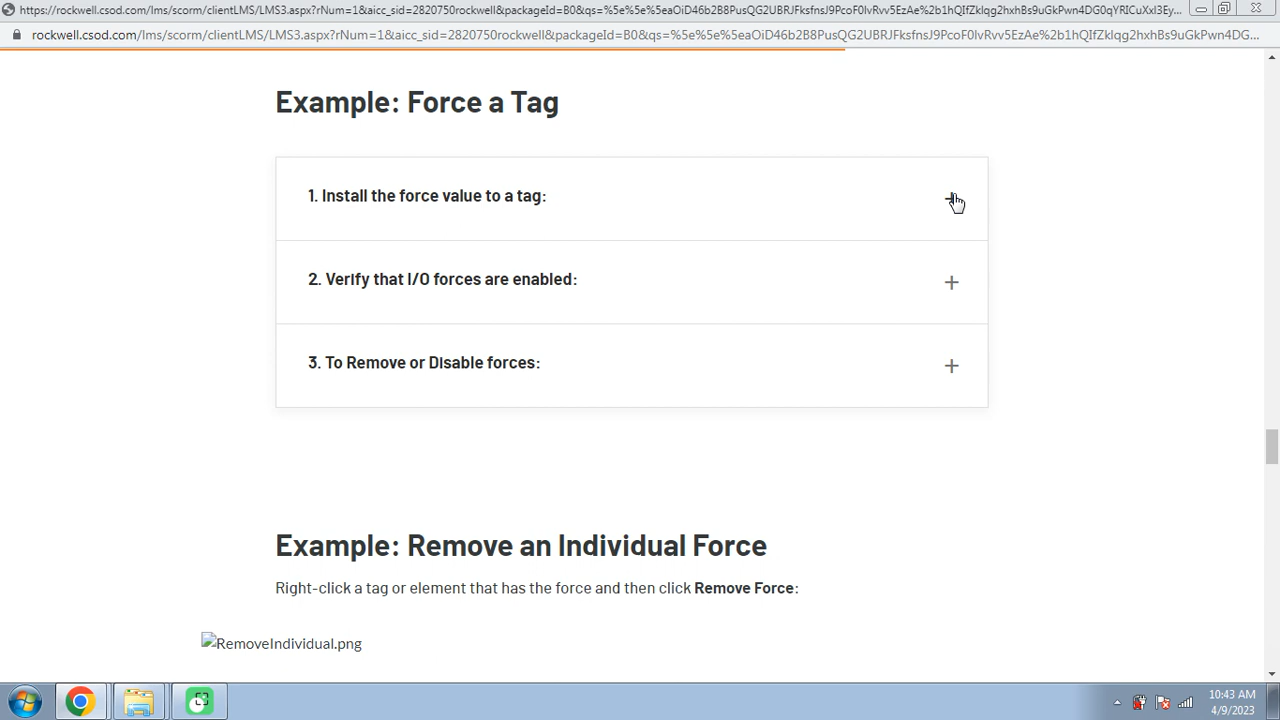 https://rockwell.csod.com/lms/scorm/clientLMS/LMS3.aspx?rNum=1&aicc_sid=2820750rockwell&packageId=B0&qs=%5e%5e%5eaOiD46b2B8PusQG2UBRJFksfnsJ9PcoF0lvRvv5EzAe%2b1hQIfZklqg2hxhBs9uGkPwn4DG0qYRICuXxl3Ey...
rockwell.csod.com/lms/scorm/clientLMS/LMS3.aspx?rNum=1&aicc_sid=2820750rockwell&packageId=B0&qs=%5e%5e%5eaOiD46b2B8PusQG2UBRJFksfnsJ9PcoF0lvRvv5EzAe%2b1hQIfZklqg2hxhBs9uGkPwn4DG...
Example: Force a Tag
1. Install the force value to a tag:
2. Verify that I/O forces are enabled:
3. To Remove or Disable forces:
Example: Remove an Individual Force
Right-click a tag or element that has the force and then click Remove Force:
RemoveIndividual.png
10:43 AM
4/9/2023